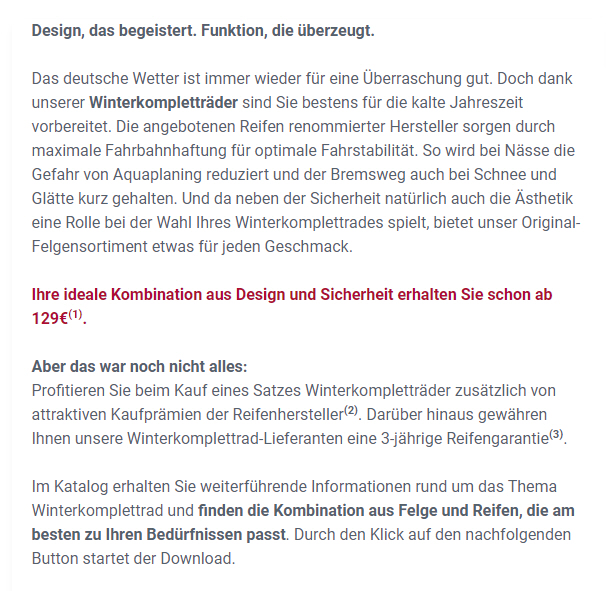 Design, das begeistert. Funktion, die überzeugt.
Das deutsche Wetter ist immer wieder für eine Überraschung gut. Doch dank
unserer Winterkompletträder sind Sie bestens für die kalte Jahreszeit
vorbereitet. Die angebotenen Reifen renommierter Hersteller sorgen durch
maximale Fahrbahnhaftung für optimale Fahrstabilität. So wird bei Nässe die
Gefahr von Aquaplaning reduziert und der Bremsweg auch bei Schnee und
Glätte kurz gehalten. Und da neben der Sicherheit natürlich auch die Ästhetik
eine Rolle bei der Wahl Ihres Winterkomplettrades spielt, bietet unser Original-
Felgensortiment etwas für jeden Geschmack.
Ihre ideale Kombination aus Design und Sicherheit erhalten Sie schon ab
129€(1).
Aber das war noch nicht alles:
Profitieren Sie beim Kauf eines Satzes Winterkompletträder zusätzlich von
attraktiven Kaufprämien der Reifenhersteller(2). Darüber hinaus gewähren
Ihnen unsere Winterkomplettrad-Lieferanten eine 3-jährige Reifengarantie(3).
Im Katalog erhalten Sie weiterführende Informationen rund um das Thema
Winterkomplettrad und finden die Kombination aus Felge und Reifen, die am
besten zu Ihren Bedürfnissen passt. Durch den Klick auf den nachfolgenden
Button startet der Download.